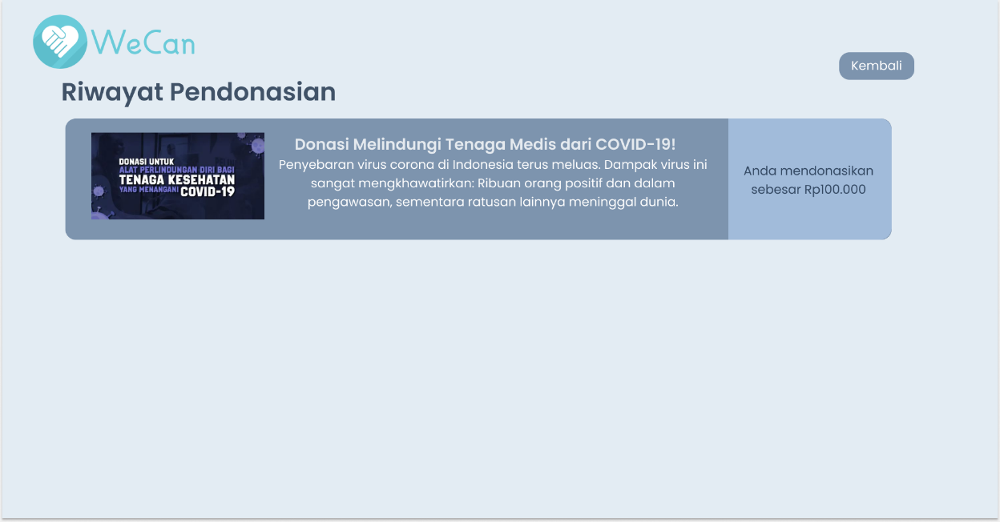 WeCan
Kembali
Riwayat Pendonasian
DONASI UNTUK
ALAT PERLINDUNGAN DIRI BAGI
TENAGA KESEHATAN
YANG MENANGANI COVID-19
Donasi Melindungi Tenaga Medis dari COVID-19!
Penyebaran virus corona di Indonesia terus meluas. Dampak virus ini
sangat mengkhawatirkan: Ribuan orang positif dan dalam
pengawasan, sementara ratusan lainnya meninggal dunia.
Anda mendonasikan
sebesar Rp100.000